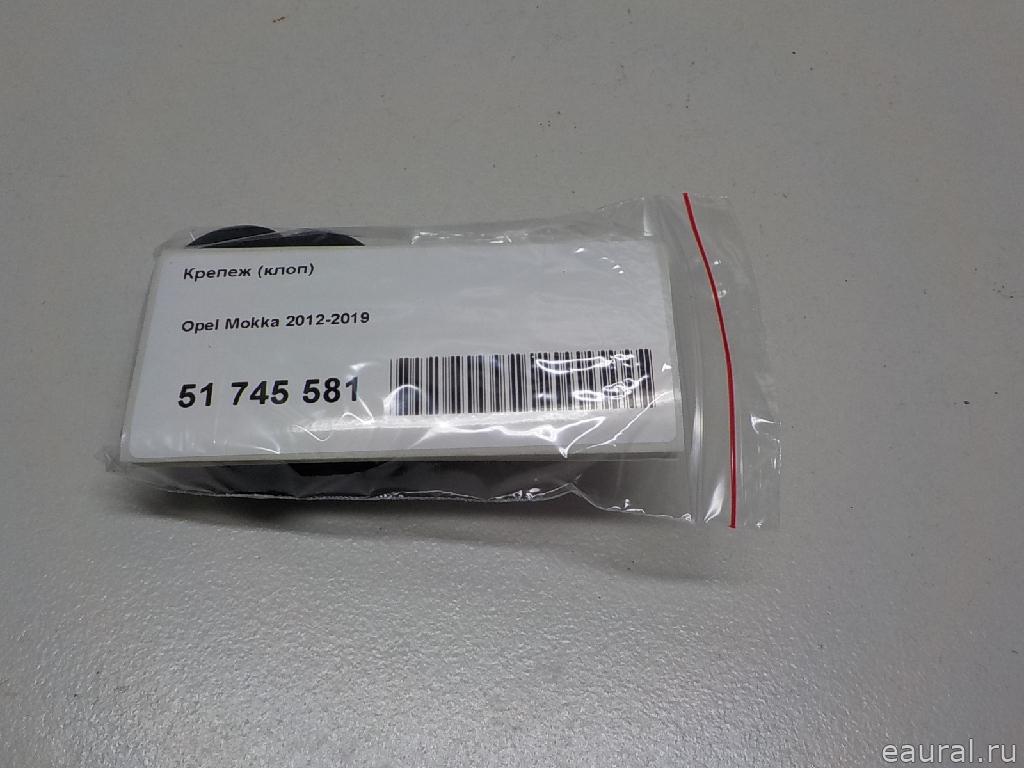 Крепеж (клоп)
Opel Mokka 2012-2019
51 745 581
eaural.ru